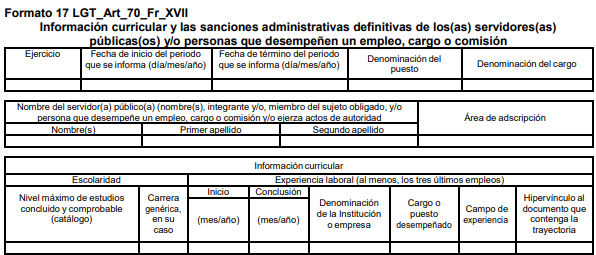 Formato 17 LGT_Art_70_Fr_XVII
Información curricular y las sanciones administrativas definitivas de los(as) servidores(as)
públicas(os) y/o personas que desempeñen un empleo, cargo o comisión
Ejercicio
Fecha de inicio del periodo
que se informa (día/mes/año)
Fecha de término del periodo
que se informa (día/mes/año)
Denominación del
puesto
Denominación del cargo
Nombre del servidor(a) público(a) (nombre(s), integrante y/o, miembro del sujeto obligado, y/o
persona que desempeñe un empleo, cargo o comisión y/o ejerza actos de autoridad
Área de adscripción
Nombre(s)
Primer apellido
Segundo apellido
Información curricular
Escolaridad
Experiencia laboral (al menos, los tres últimos empleos)
Nivel máximo de estudios
concluido y comprobable
(catálogo)
Carrera
genérica,
en su
caso
Inicio
(mes/año)
Conclusión
(mes/año)
Denominación
de la Institución
o empresa
Cargo o
puesto
desempeñado
Campo de
experiencia
Hipervínculo al
documento que
contenga la
trayectoria